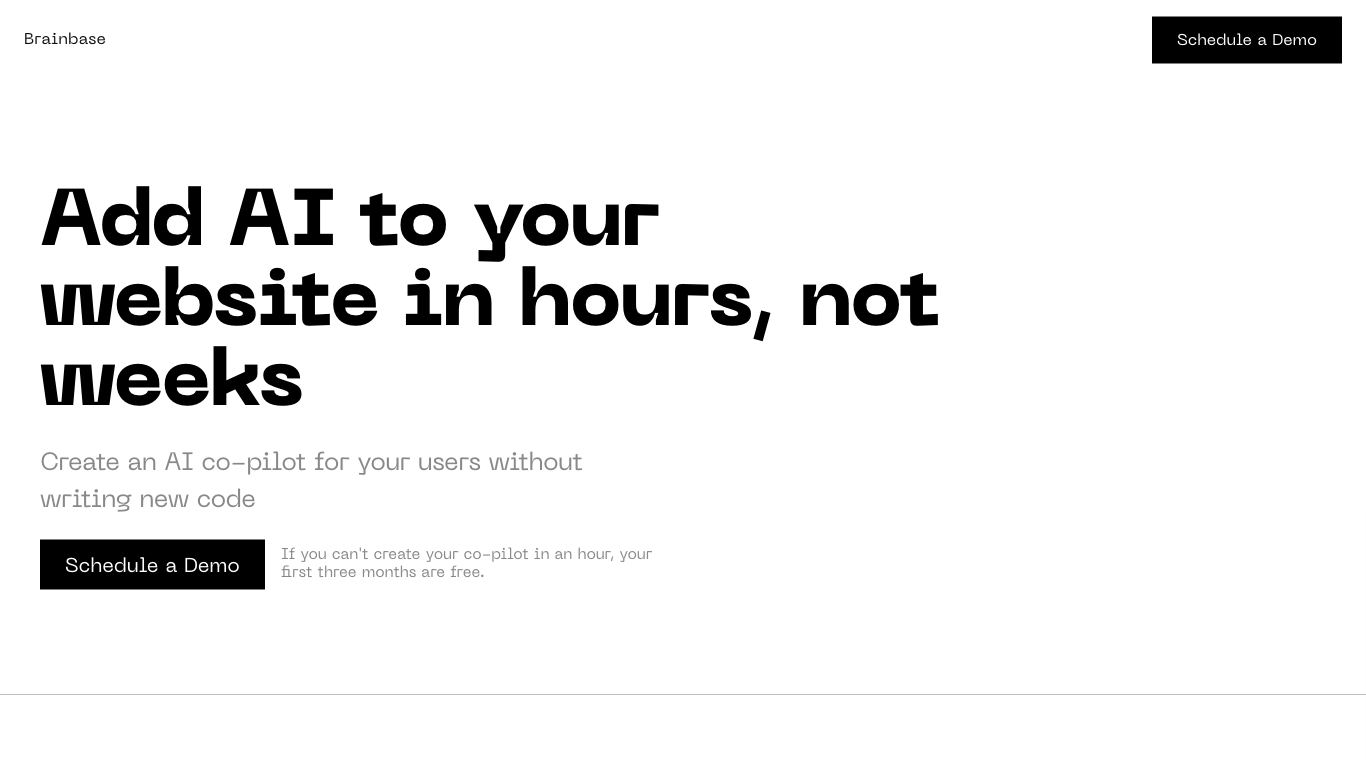 Brainbase
Schedule a Demo
Add AI to your
website in hours, not
weeks
Create an AI co-pilot for your users without
writing new code
Schedule a Demo
If you can't create your co-pilot in an hour, your
first three months are free.